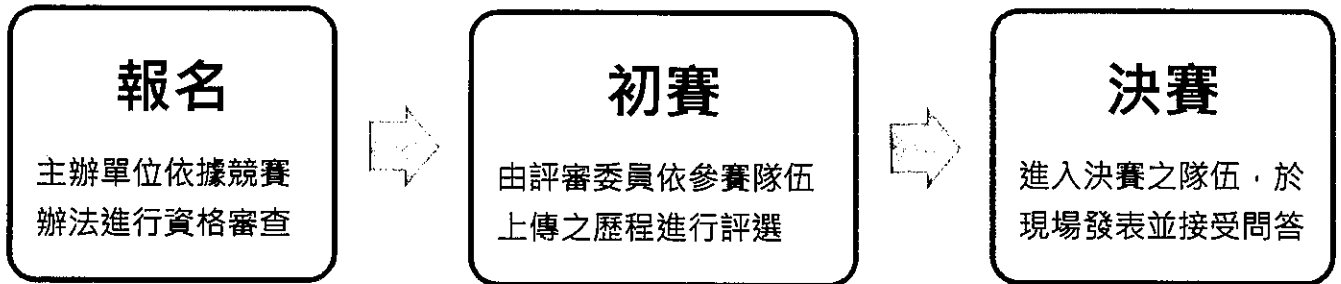 報名
主辦單位依據競賽
辦法進行資格審查
初賽
由評審委員依參賽隊伍
上傳之歷程進行評選
決賽
進入決賽之隊伍，於
現場發表並接受問答